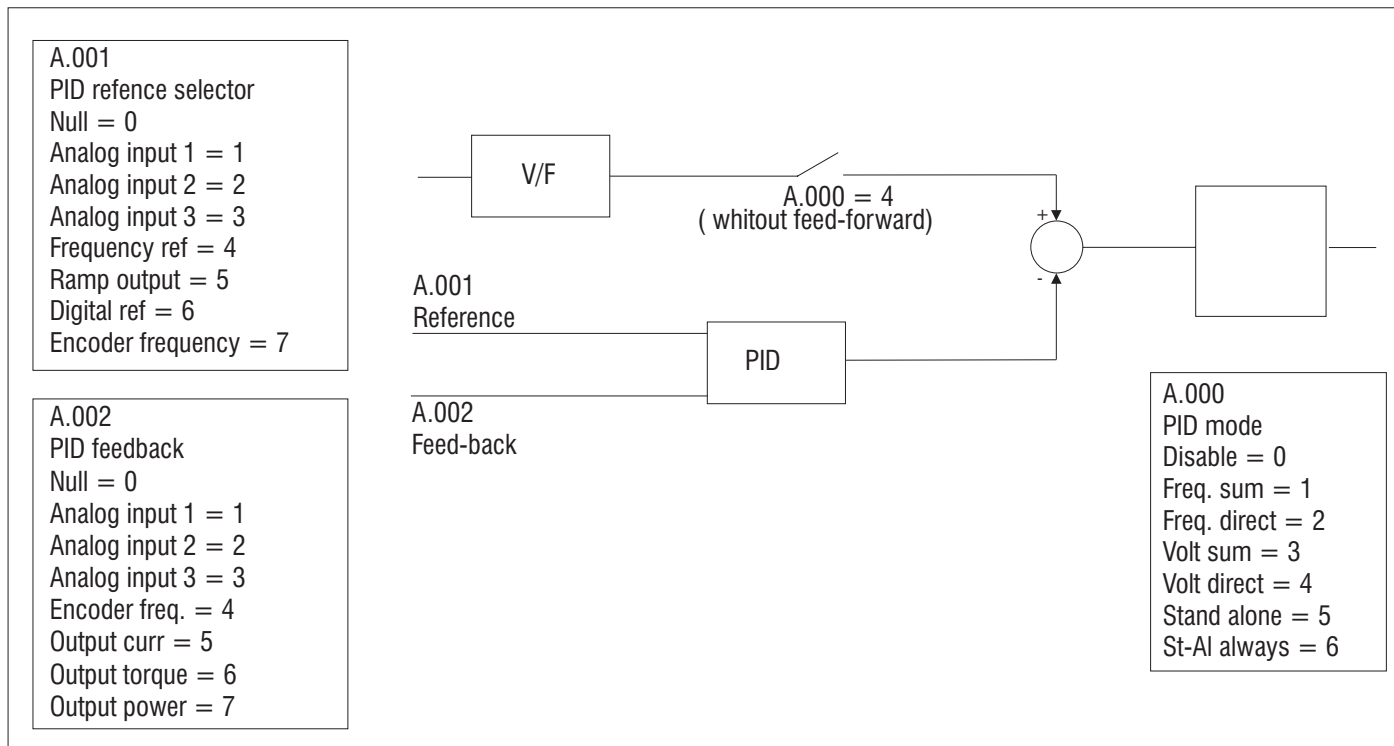 A.001
PID refence selector
Null = 0
Analog input 1 = 1
Analog input 2 = 2
Analog input 3 = 3
Frequency ref = 4
Ramp output = 5
Digital ref = 6
Encoder frequency = 7
A.002
PID feedback
Null = 0
Analog input 1 = 1
Analog input 2 = 2
Analog input 3 = 3
Encoder freq. = 4
Output curr = 5
Output torque = 6
Output power = 7
V/F
A.000 = 4
( whitout feed-forward)
+
-
A.001
Reference
PID
A.002
Feed-back
A.000
PID mode
Disable = 0
Freq. sum = 1
Freq. direct = 2
Volt sum = 3
Volt direct = 4
Stand alone = 5
St-Al always = 6